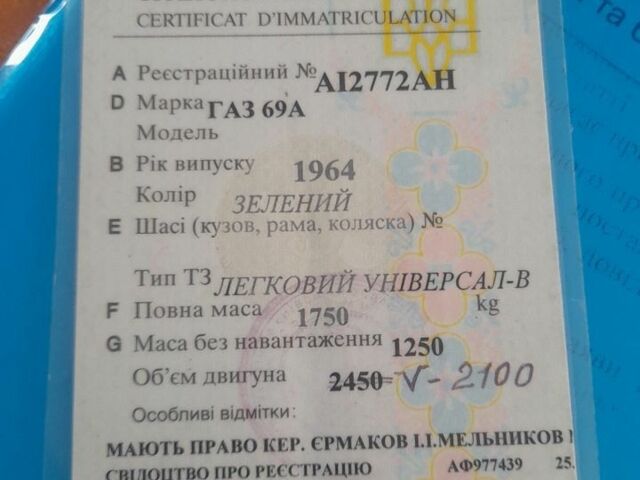 CERTIFICAT D'IMMATRICULATION
A Реєстраційний № АІ2772АН
D Марка ГАЗ 69А
Модель
B Рік випуску 1964
Колір ЗЕЛЕНИЙ
E Шасі (кузов, рама, коляска) №
Тип ТЗ ЛЕГКОВИЙ УНІВЕРСАЛ-В
F Повна маса 1750 kg
G Маса без навантаження 1250
Об'єм двигуна 2450 = V-2100
Особливі відмітки:
МАЮТЬ ПРАВО КЕР. ЄРМАКОВ І.І.МЕЛЬНИКОВ
СВІДОЦТВО ПРО РЕЄСТРАЦІЮ АФ977439 25.